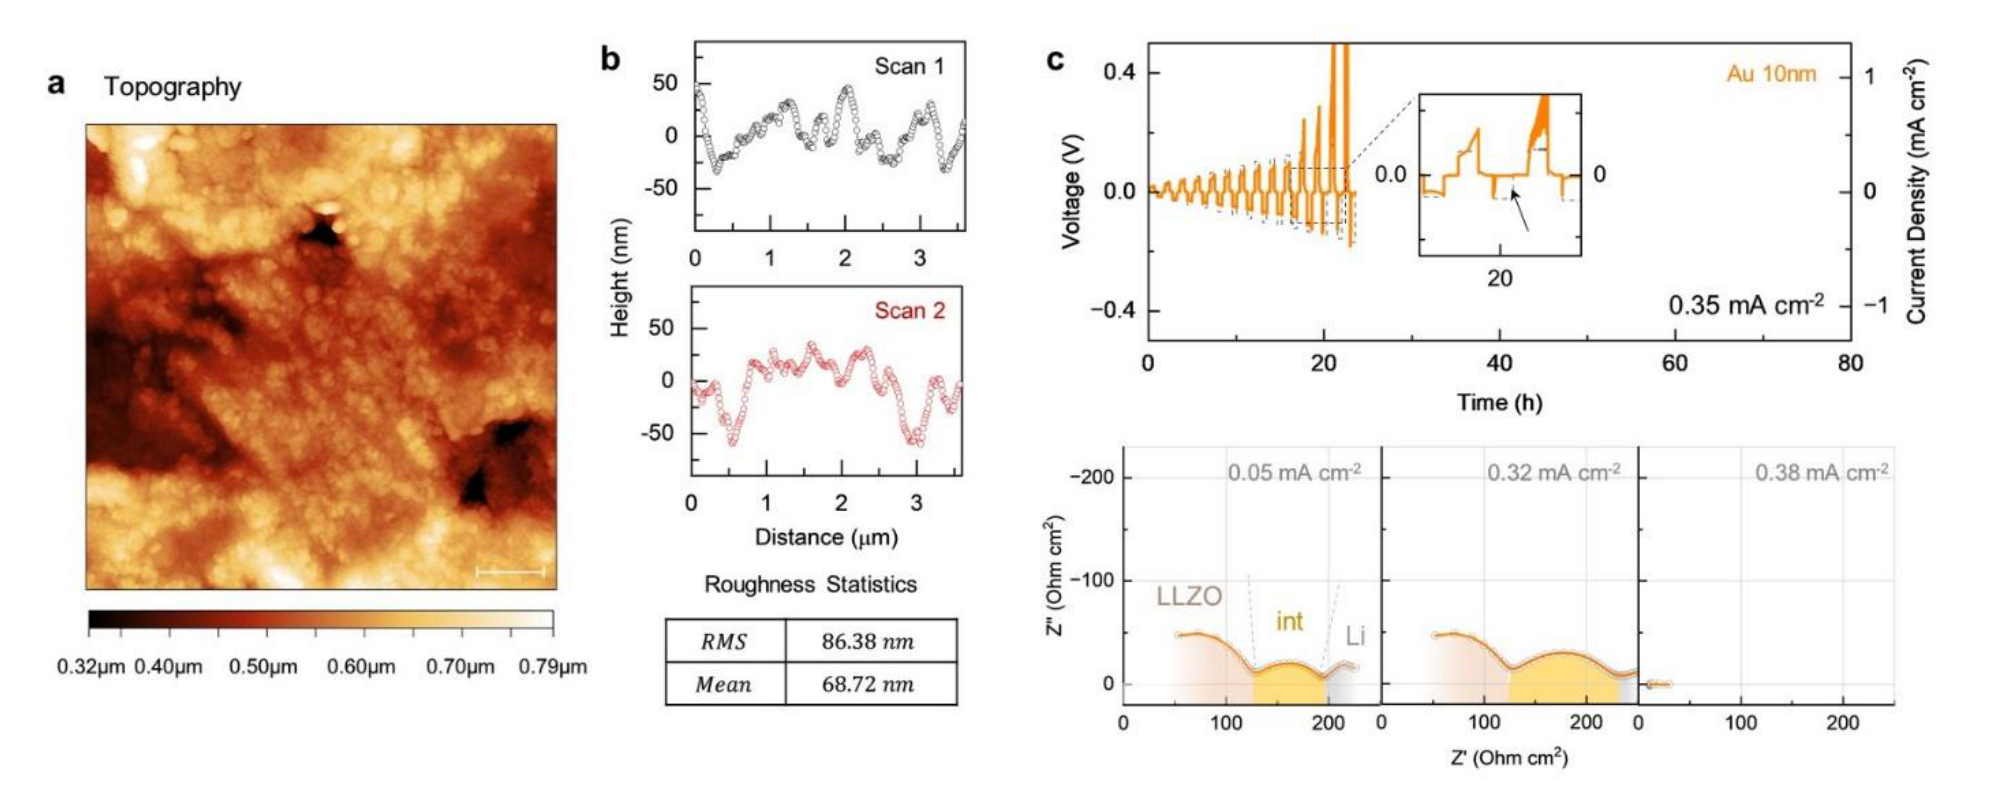 a
Topography
0.32μm 0.40μm 0.50μm 0.60μm 0.70μm 0.79μm
b
Scan 1
50
0
-50
0 1 2 3
Scan 2
50
0
-50
0 1 2 3
Height (nm)
Distance (μm)
Roughness Statistics
RMS 86.38 nm
Mean 68.72 nm
c
Au 10nm
0.4
0.0
−0.4
Voltage (V)
1
0
−1
Current Density (mA cm-2)
0.0 0
20
0.35 mA cm-2
0 20 40 60 80
Time (h)
0.05 mA cm-2 0.32 mA cm-2 0.38 mA cm-2
−200
−100
0
Z'' (Ohm cm2)
LLZO
int
Li
0 100 200 0 100 200 0 100 200
Z' (Ohm cm2)